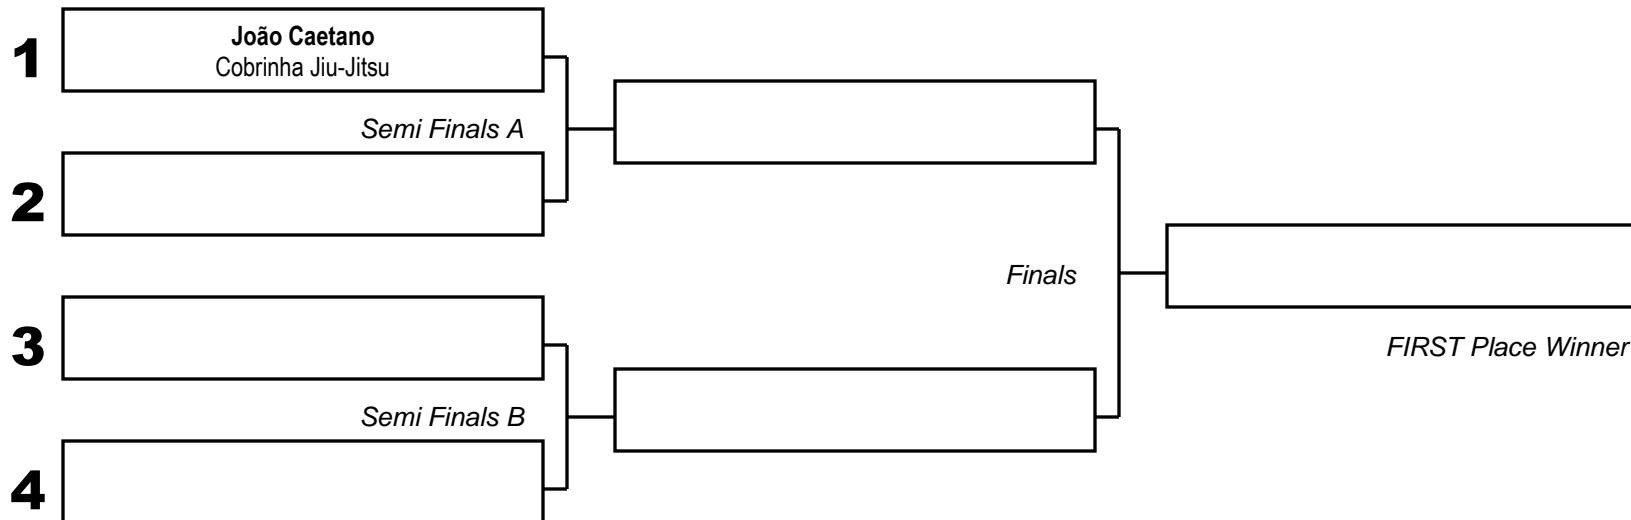 1
João Caetano
Cobrinha Jiu-Jitsu
Semi Finals A
2
Finals
3
FIRST Place Winner
Semi Finals B
4